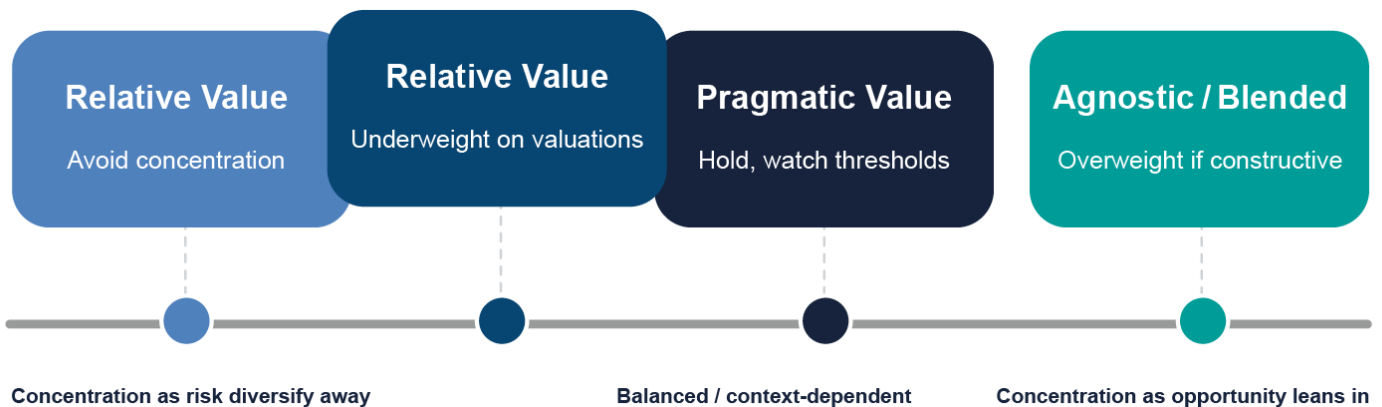 Relative Value
Avoid concentration
Relative Value
Underweight on valuations
Pragmatic Value
Hold, watch thresholds
Agnostic / Blended
Overweight if constructive
Concentration as risk diversify away
Balanced / context-dependent
Concentration as opportunity leans in